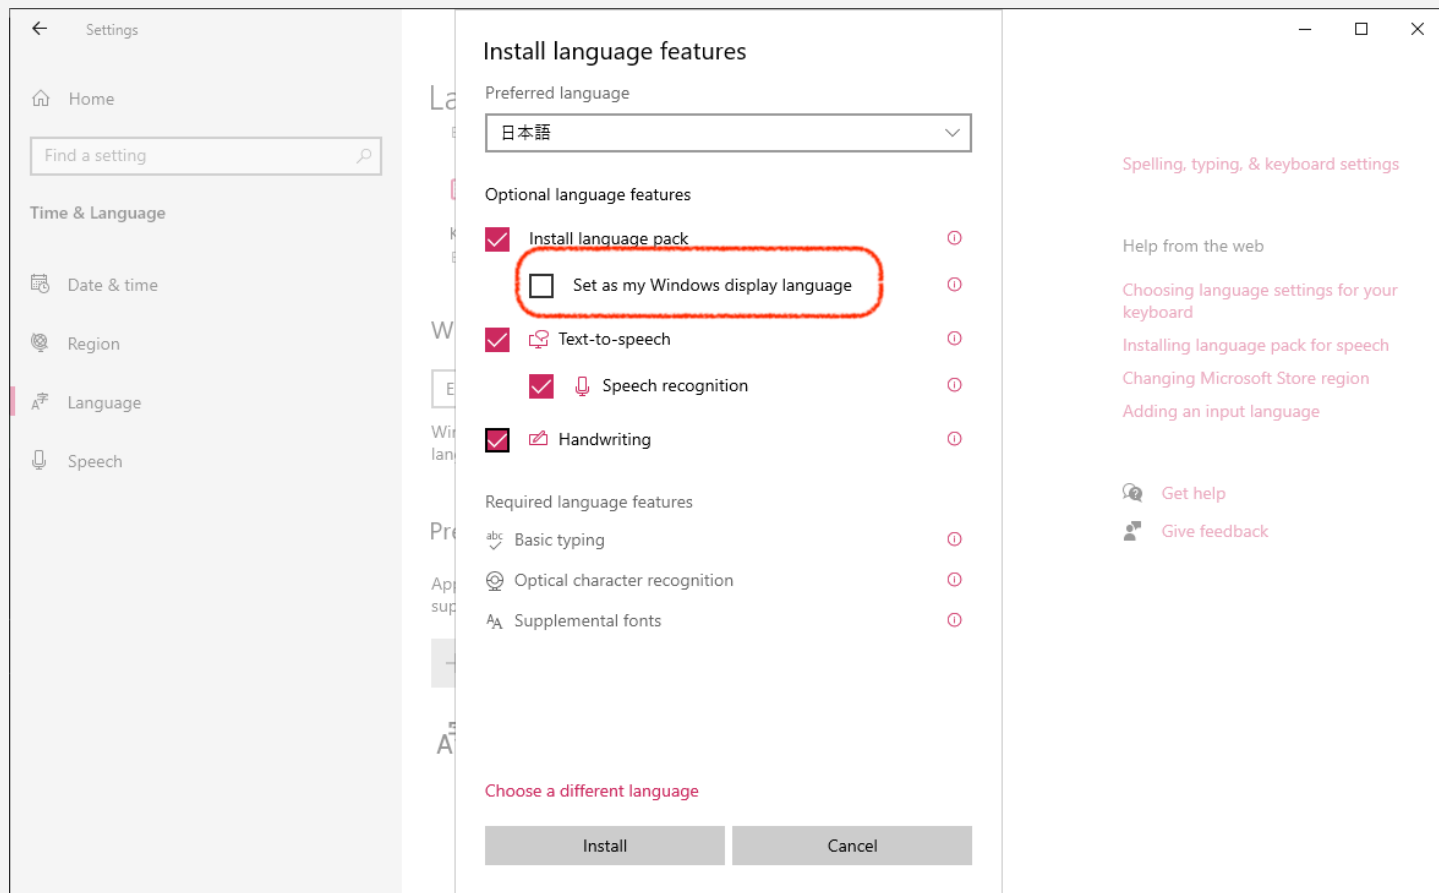 Settings
Home
Find a setting
Time & Language
Date & time
Region
Language
Speech
Install language features
Preferred language
日本語
Optional language features
Install language pack
Set as my Windows display language
Text-to-speech
Speech recognition
Handwriting
Required language features
abc Basic typing
Optical character recognition
Supplemental fonts
Choose a different language
Install
Cancel
Spelling, typing, & keyboard settings
Help from the web
Choosing language settings for your
keyboard
Installing language pack for speech
Changing Microsoft Store region
Adding an input language
Get help
Give feedback